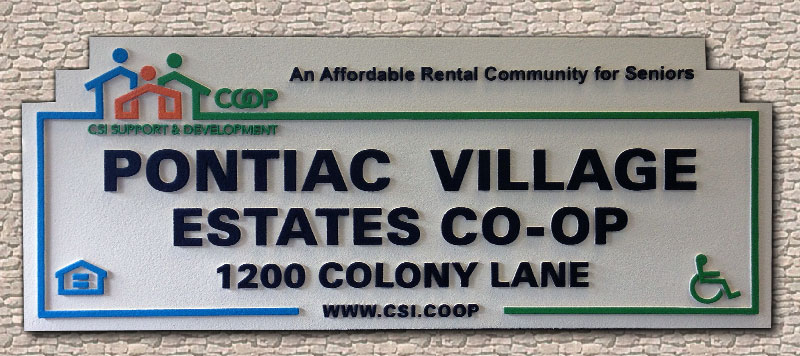 An Affordable Rental Community for Seniors
COOP
CSI SUPPORT & DEVELOPMENT
PONTIAC VILLAGE
ESTATES CO-OP
1200 COLONY LANE
WWW.CSI.COOP